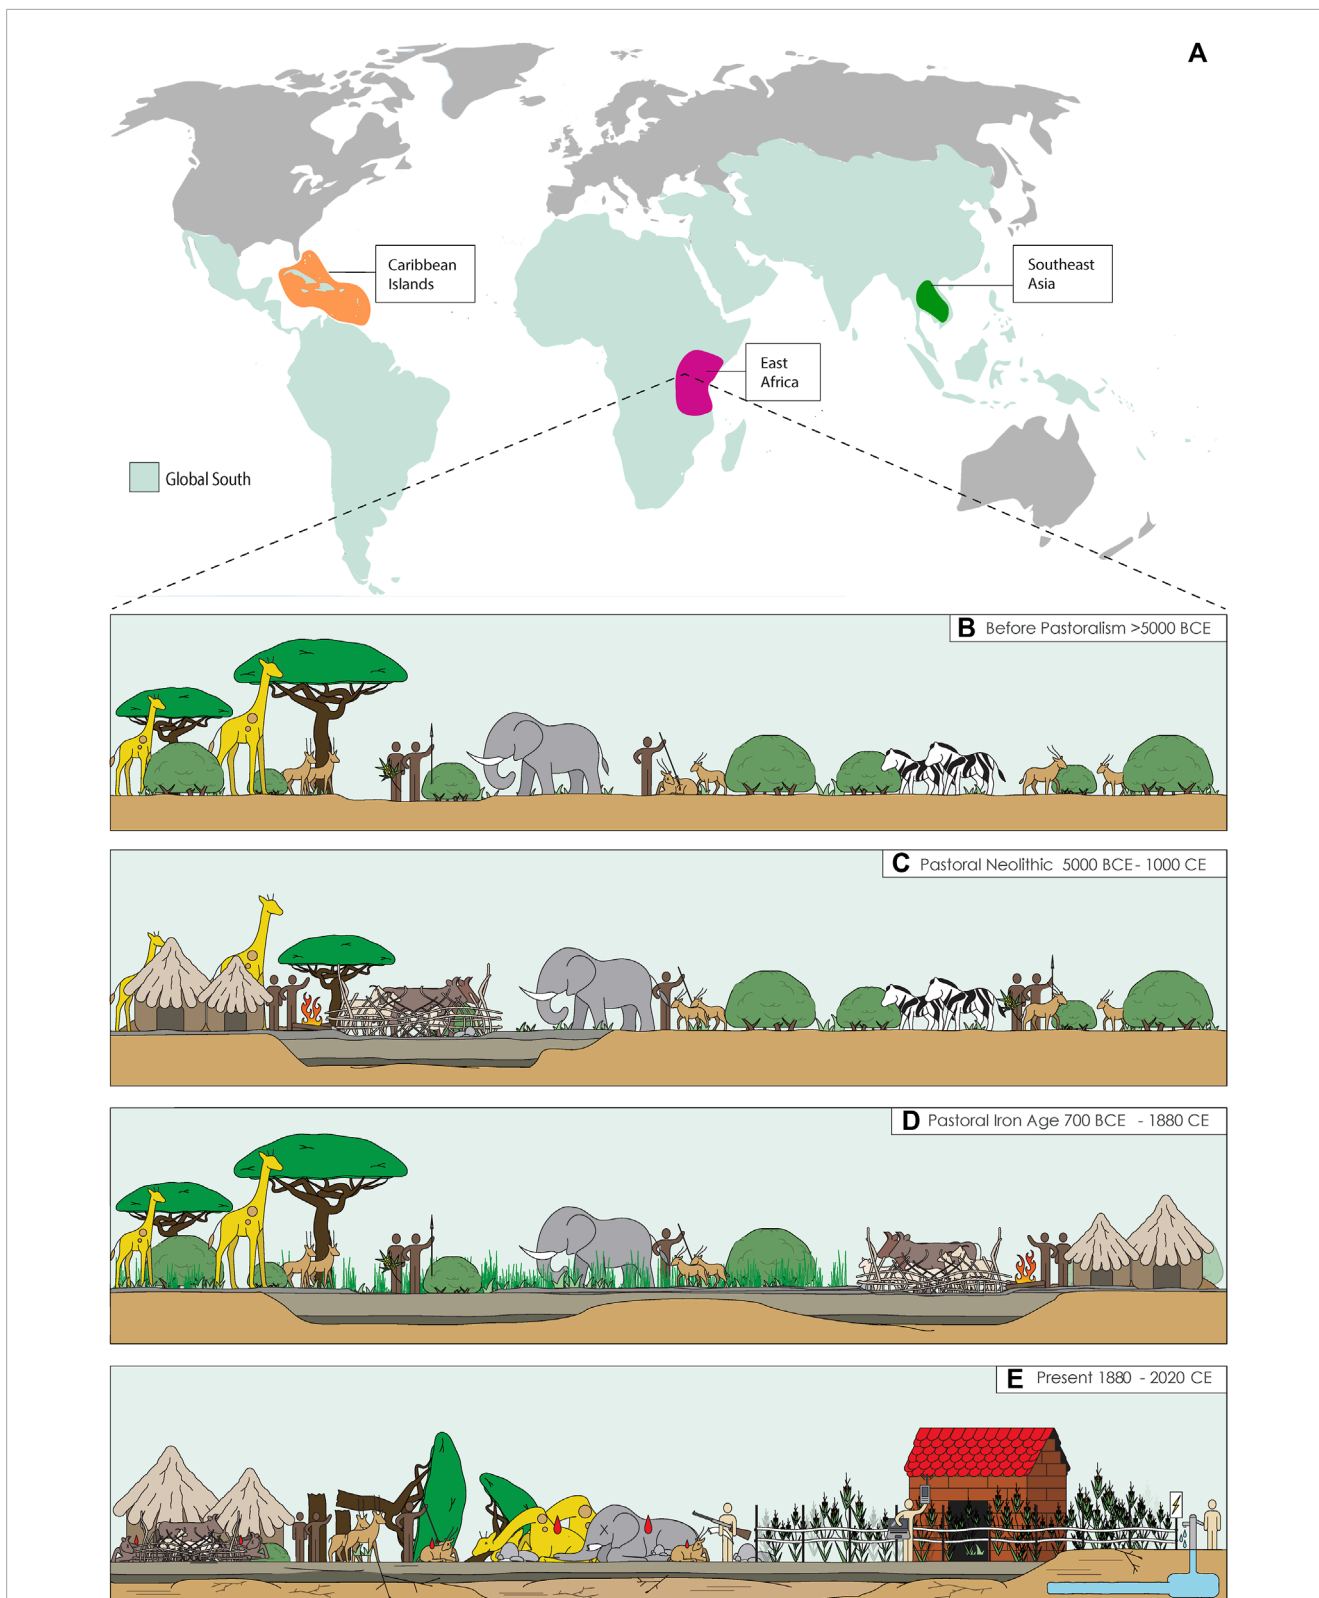 A
Caribbean
Islands
Southeast
Asia
East
Africa
Global South
B Before Pastoralism >5000 BCE
C Pastoral Neolithic 5000 BCE - 1000 CE
D Pastoral Iron Age 700 BCE - 1880 CE
E Present 1880 - 2020 CE